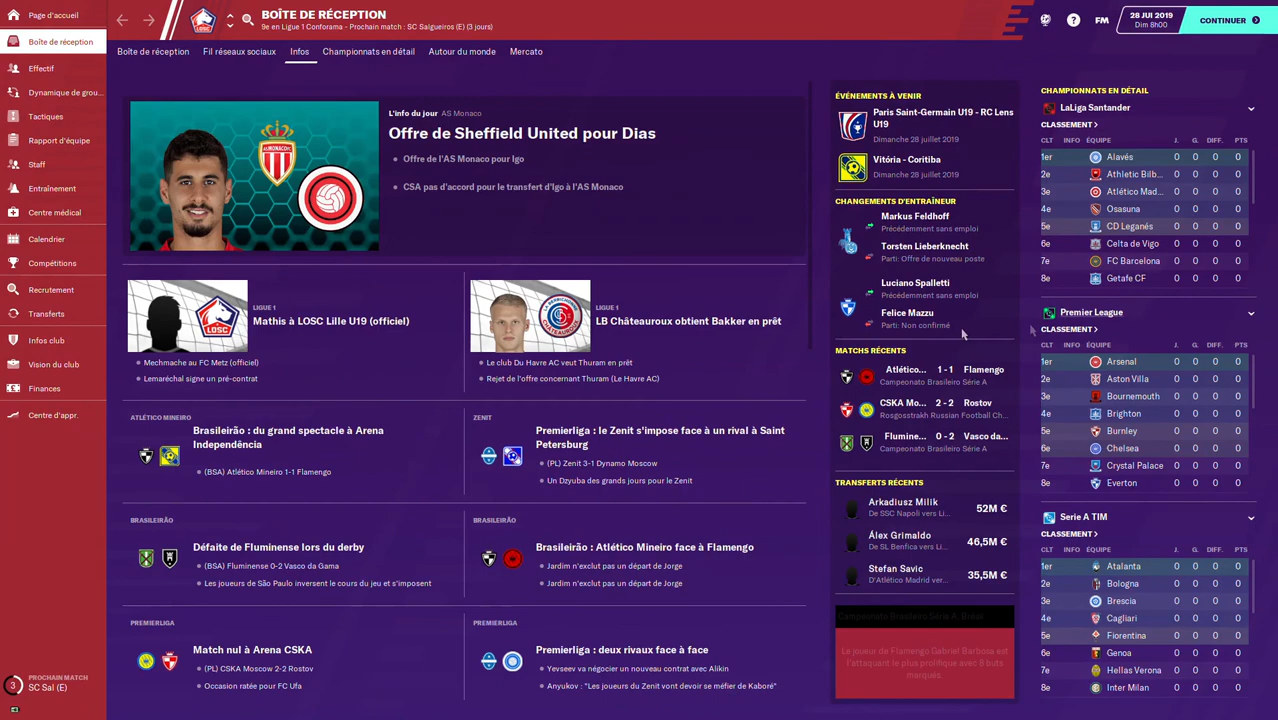 Page d'accueil
Boîte de réception
Effectif
Dynamique de grou...
Tactiques
Rapport d'équipe
Staff
Entraînement
Centre médical
Calendrier
Compétitions
Recrutement
Transferts
Infos club
Vision du club
Finances
Centre d'appr.
3
PROCHAIN MATCH
SC Sal (E)
BOÎTE DE RÉCEPTION
9e en Ligue 1 Conforama - Prochain match : SC Salgueiros (E) (3 jours)
? FM
28 JUI 2019
Dim 8h00
CONTINUER
Boîte de réception Fil réseaux sociaux Infos Championnats en détail Autour du monde Mercato
L'info du jour AS Monaco
Offre de Sheffield United pour Dias
Offre de l'AS Monaco pour Igo
CSA pas d'accord pour le transfert d'Igo à l'AS Monaco
LIGUE 1
Mathis à LOSC Lille U19 (officiel)
Mechmache au FC Metz (officiel)
Lemaréchal signe un pré-contrat
LIGUE 1
LB Châteauroux obtient Bakker en prêt
Le club Du Havre AC veut Thuram en prêt
Rejet de l'offre concernant Thuram (Le Havre AC)
ATLÉTICO MINEIRO
Brasileirão : du grand spectacle à Arena
Independência
(BSA) Atlético Mineiro 1-1 Flamengo
ZENIT
Premierliga : le Zenit s'impose face à un rival à Saint
Petersburg
(PL) Zenit 3-1 Dynamo Moscow
Un Dzyuba des grands jours pour le Zenit
BRASILEIRÃO
Défaite de Fluminense lors du derby
(BSA) Fluminense 0-2 Vasco da Gama
Les joueurs de São Paulo inversent le cours du jeu et s'imposent
BRASILEIRÃO
Brasileirão : Atlético Mineiro face à Flamengo
Jardim n'exclut pas un départ de Jorge
Jardim n'exclut pas un départ de Jorge
PREMIERLIGA
Match nul à Arena CSKA
(PL) CSKA Moscow 2-2 Rostov
Occasion ratée pour FC Ufa
PREMIERLIGA
Premierliga : deux rivaux face à face
Yevseev va négocier un nouveau contrat avec Alikin
Anyukov : "Les joueurs du Zenit vont devoir se méfier de Kaboré"
ÉVÉNEMENTS À VENIR
Paris Saint-Germain U19 - RC Lens
U19
Dimanche 28 juillet 2019
Vitória - Coritiba
Dimanche 28 juillet 2019
CHANGEMENTS D'ENTRAÎNEUR
Markus Feldhoff
Précédemment sans emploi
Torsten Lieberknecht
Parti: Offre de nouveau poste
Luciano Spalletti
Précédemment sans emploi
Felice Mazzu
Parti: Non confirmé
MATCHS RÉCENTS
Atlético... 1-1 Flamengo
Campeonato Brasileiro Série A
CSKA Mo... 2-2 Rostov
Rosgosstrakh Russian Football Ch...
Flumine... 0-2 Vasco da...
Campeonato Brasileiro Série A
TRANSFERTS RÉCENTS
Arkadiusz Milik
De SSC Napoli vers Li...
52M €
Álex Grimaldo
De SL Benfica vers Li...
46,5M €
Stefan Savic
D'Atlético Madrid ver...
35,5M €
Campeonato Brasileiro Série A, Brésil
Le joueur de Flamengo Gabriel Barbosa est
l'attaquant le plus prolifique avec 8 buts
marqués.
CHAMPIONNATS EN DÉTAIL
LaLiga Santander
CLASSEMENT >
CLT INFO ÉQUIPE J. G. DIFF. PTS
1er Alavés 0 0 0 0
2e Athletic Bilb... 0 0 0 0
3e Atlético Mad... 0 0 0 0
4e Osasuna 0 0 0 0
5e CD Leganés 0 0 0 0
6e Celta de Vigo 0 0 0 0
7e FC Barcelona 0 0 0 0
8e Getafe CF 0 0 0 0
Premier League
CLASSEMENT >
CLT INFO ÉQUIPE J. G. DIFF. PTS
1er Arsenal 0 0 0 0
2e Aston Villa 0 0 0 0
3e Bournemouth 0 0 0 0
4e Brighton 0 0 0 0
5e Burnley 0 0 0 0
6e Chelsea 0 0 0 0
7e Crystal Palace 0 0 0 0
8e Everton 0 0 0 0
Serie A TIM
CLASSEMENT >
CLT INFO ÉQUIPE J. G. DIFF. PTS
1er Atalanta 0 0 0 0
2e Bologna 0 0 0 0
3e Brescia 0 0 0 0
4e Cagliari 0 0 0 0
5e Fiorentina 0 0 0 0
6e Genoa 0 0 0 0
7e Hellas Verona 0 0 0 0
8e Inter Milan 0 0 0 0